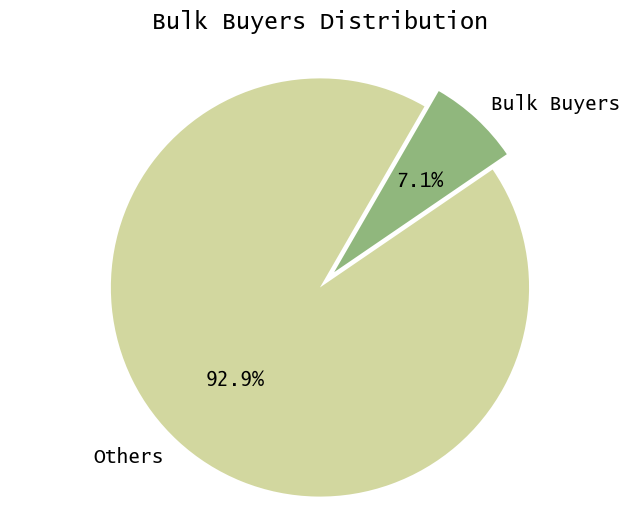 Bulk Buyers Distribution
Bulk Buyers
7.1%
92.9%
Others